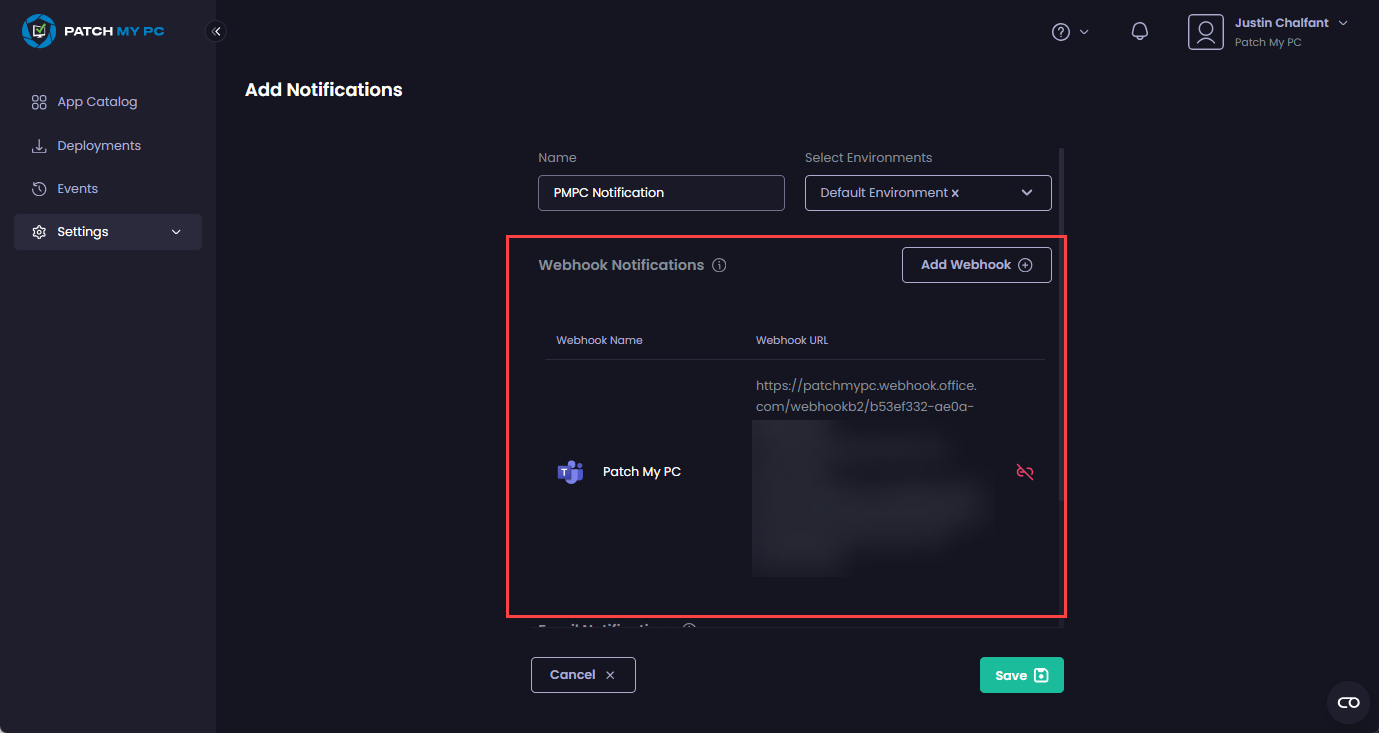 PATCH MY PC
Justin Chalfant
Patch My PC
App Catalog
Deployments
Events
Settings
Add Notifications
Name
Select Environments
PMPC Notification
Default Environment ×
Webhook Notifications
Add Webhook
Webhook Name
Webhook URL
https://patchmypc.webhook.office.
com/webhookb2/b53ef332-ae0a-
T
Patch My PC
Cancel
Save